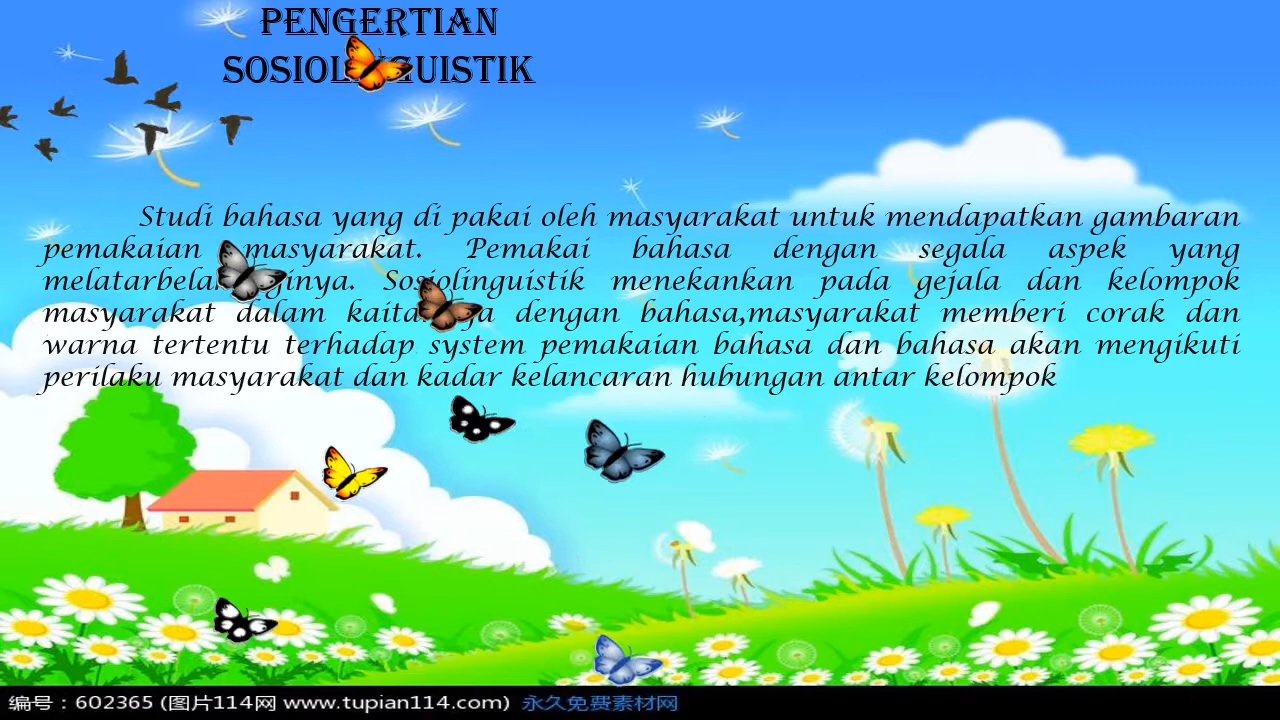 PENGERTIAN
SOSIOLINGUISTIK
Studi bahasa yang di pakai oleh masyarakat untuk mendapatkan gambaran
pemakaian masyarakat. Pemakai bahasa dengan segala aspek yang
melatarbelakanginya. Sosiolinguistik menekankan pada gejala dan kelompok
masyarakat dalam kaitannya dengan bahasa,masyarakat memberi corak dan
warna tertentu terhadap system pemakaian bahasa dan bahasa akan mengikuti
perilaku masyarakat dan kadar kelancaran hubungan antar kelompok
编号：602365 (图片114网 www.tupian114.com) 永久免费素材网